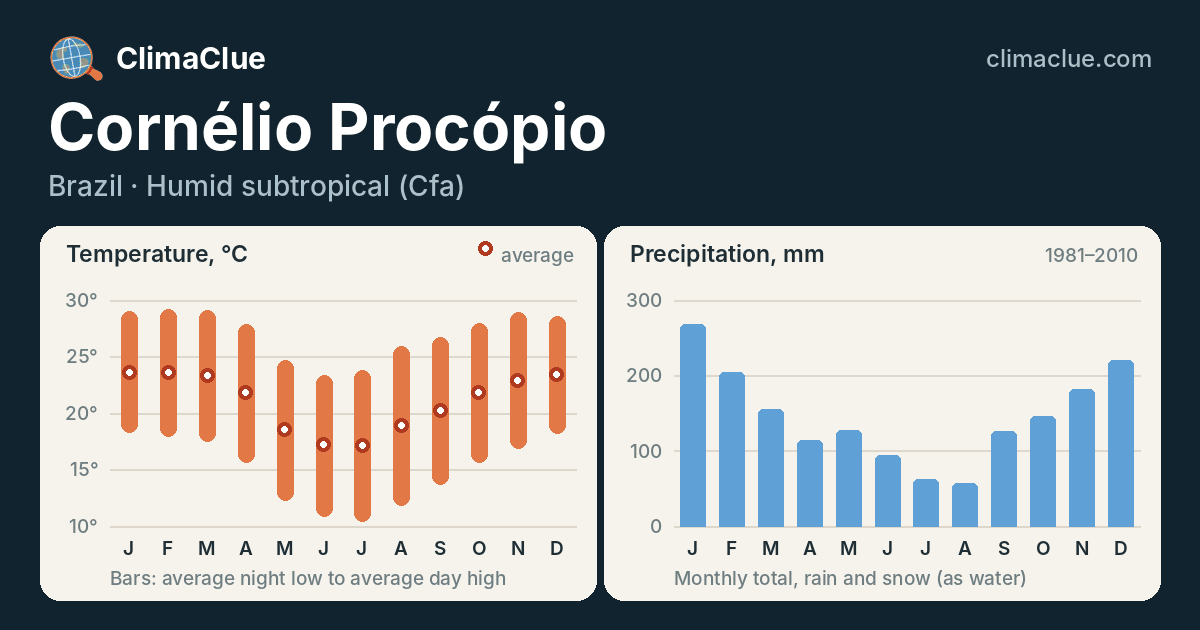 ClimaClue
climaclue.com
Cornélio Procópio
Brazil · Humid subtropical (Cfa)
Temperature, °C
average
30°
25°
20°
15°
10°
J F M A M J J A S O N D
Bars: average night low to average day high
Precipitation, mm
1981–2010
300
200
100
0
J F M A M J J A S O N D
Monthly total, rain and snow (as water)